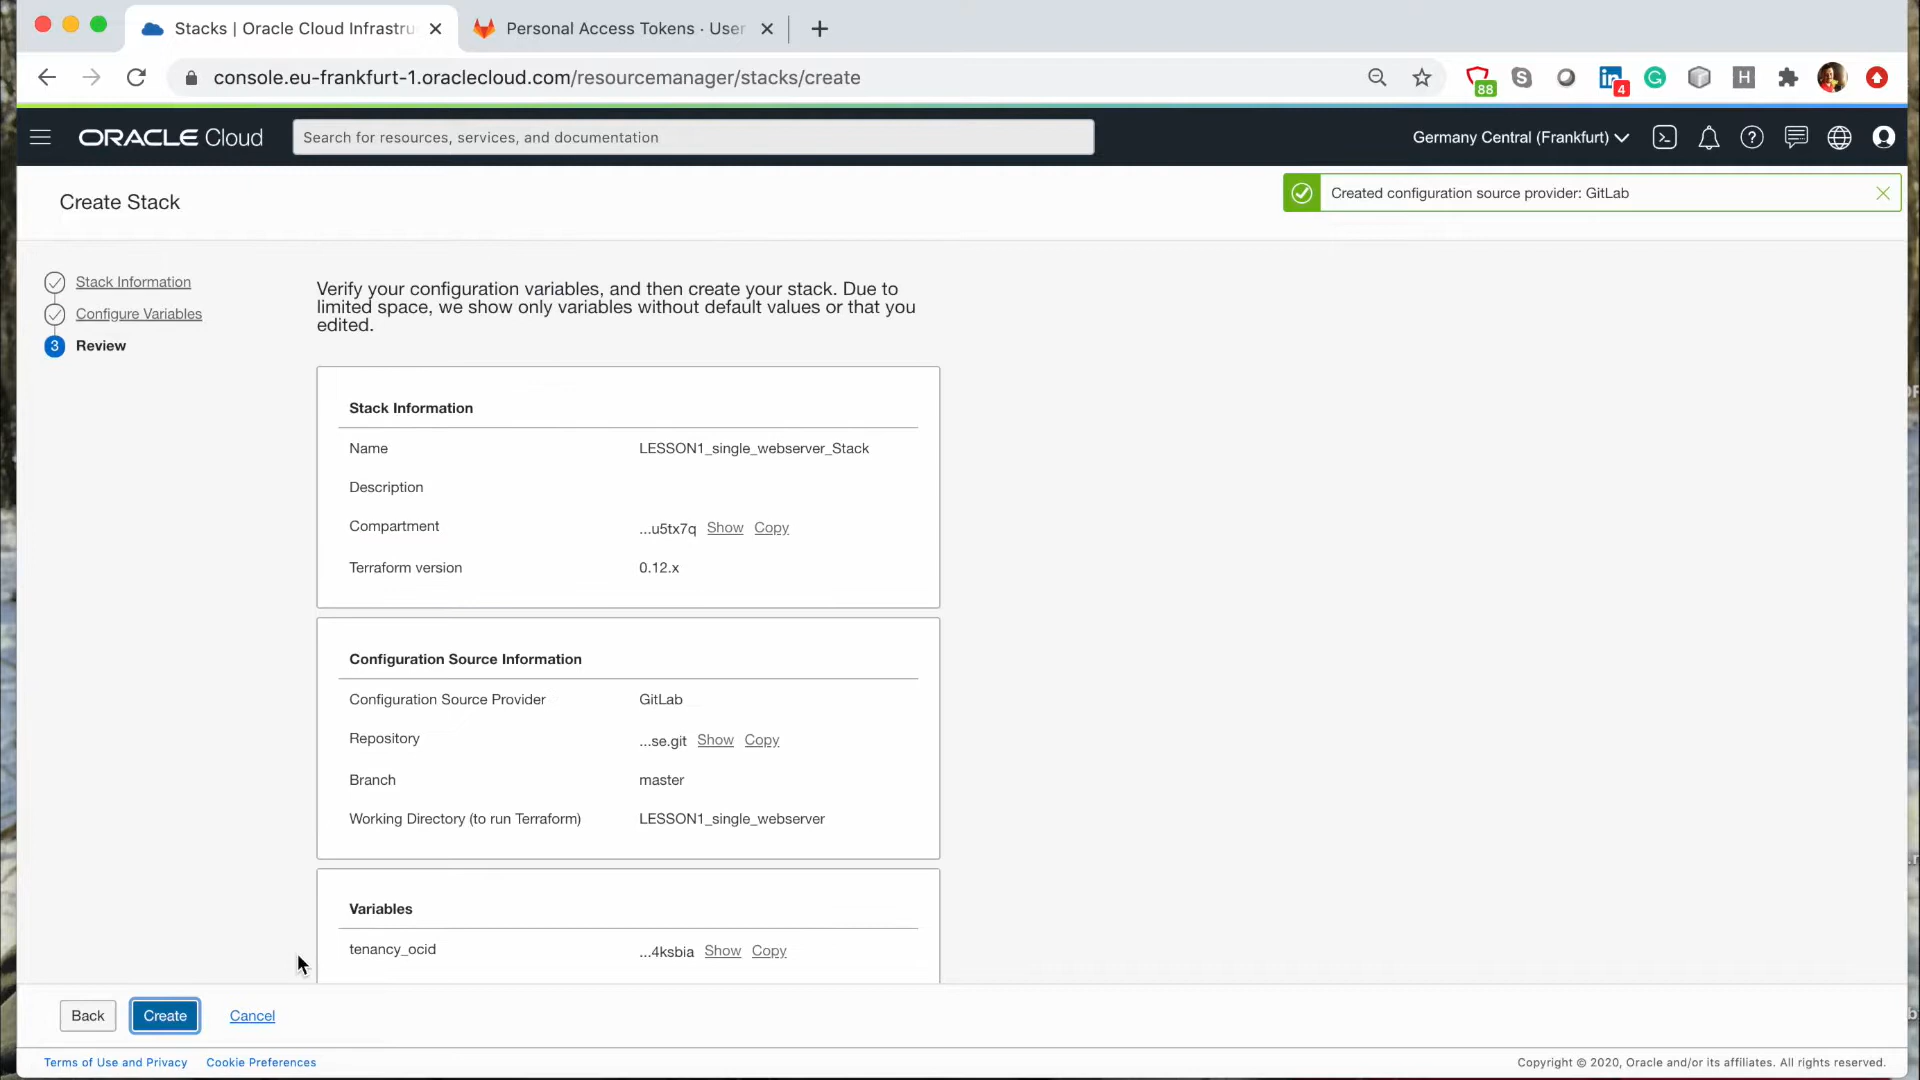 Stacks | Oracle Cloud Infrastru
Personal Access Tokens · User
console.eu-frankfurt-1.oraclecloud.com/resourcemanager/stacks/create
88
4
H
ORACLE Cloud
Search for resources, services, and documentation
Germany Central (Frankfurt)
Create Stack
Created configuration source provider: GitLab
Stack Information
Configure Variables
3 Review
Verify your configuration variables, and then create your stack. Due to
limited space, we show only variables without default values or that you
edited.
Stack Information
Name LESSON1_single_webserver_Stack
Description
Compartment ...u5tx7q Show Copy
Terraform version 0.12.x
Configuration Source Information
Configuration Source Provider GitLab
Repository ...se.git Show Copy
Branch master
Working Directory (to run Terraform) LESSON1_single_webserver
Variables
tenancy_ocid ...4ksbia Show Copy
Back Create Cancel
Terms of Use and Privacy Cookie Preferences
Copyright © 2020, Oracle and/or its affiliates. All rights reserved.